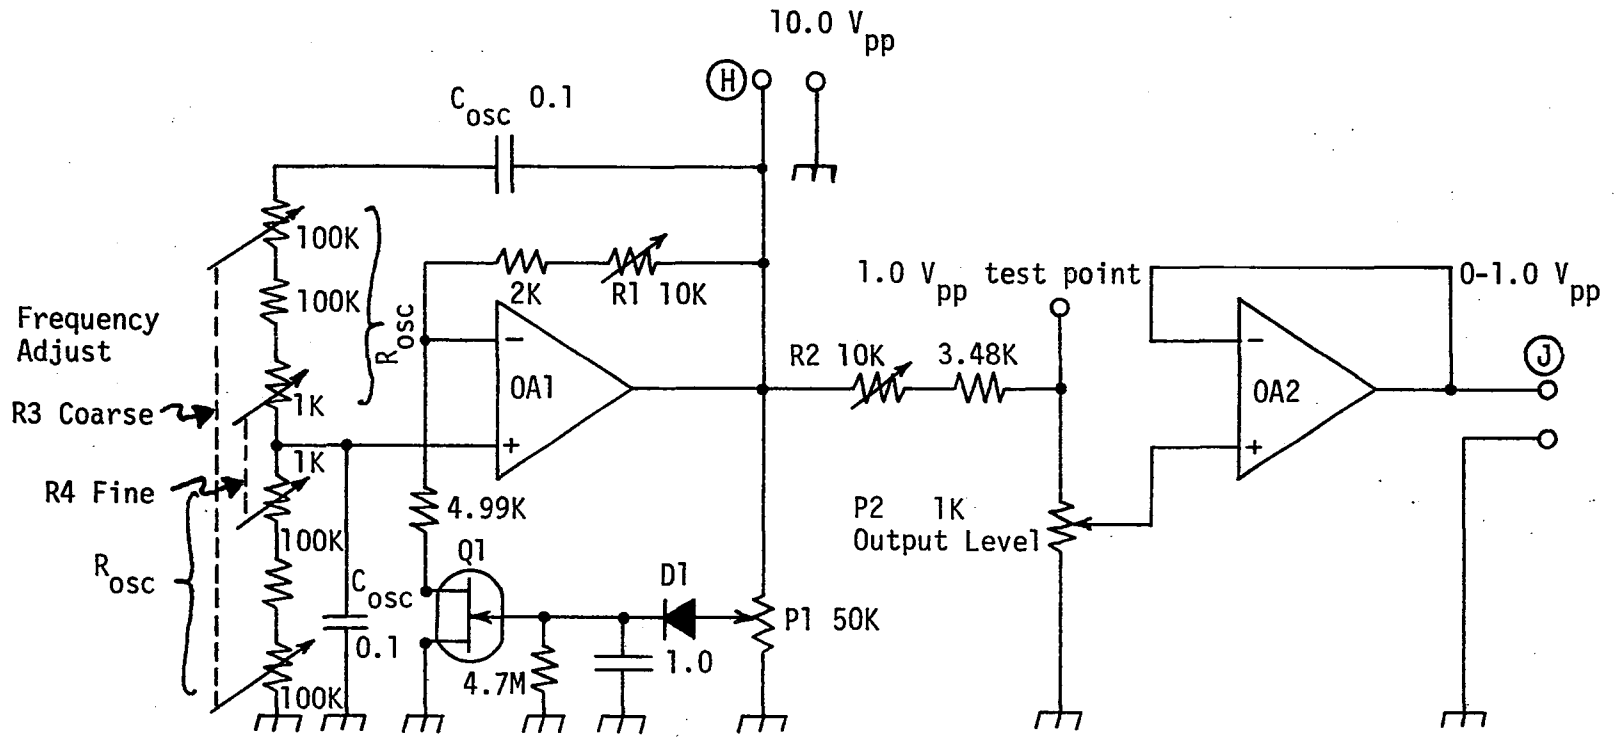 10.0 Vpp
H
Cosc 0.1
100K
100K
Rosc
2K
R1 10K
1.0 Vpp test point
0-1.0 Vpp
Frequency
Adjust
-
OA1
+
R2 10K
3.48K
-
OA2
+
J
R3 Coarse
1K
1K
R4 Fine
4.99K
P2 1K
Output Level
100K
Rosc
Cosc
0.1
Q1
D1
P1 50K
4.7M
1.0
100K